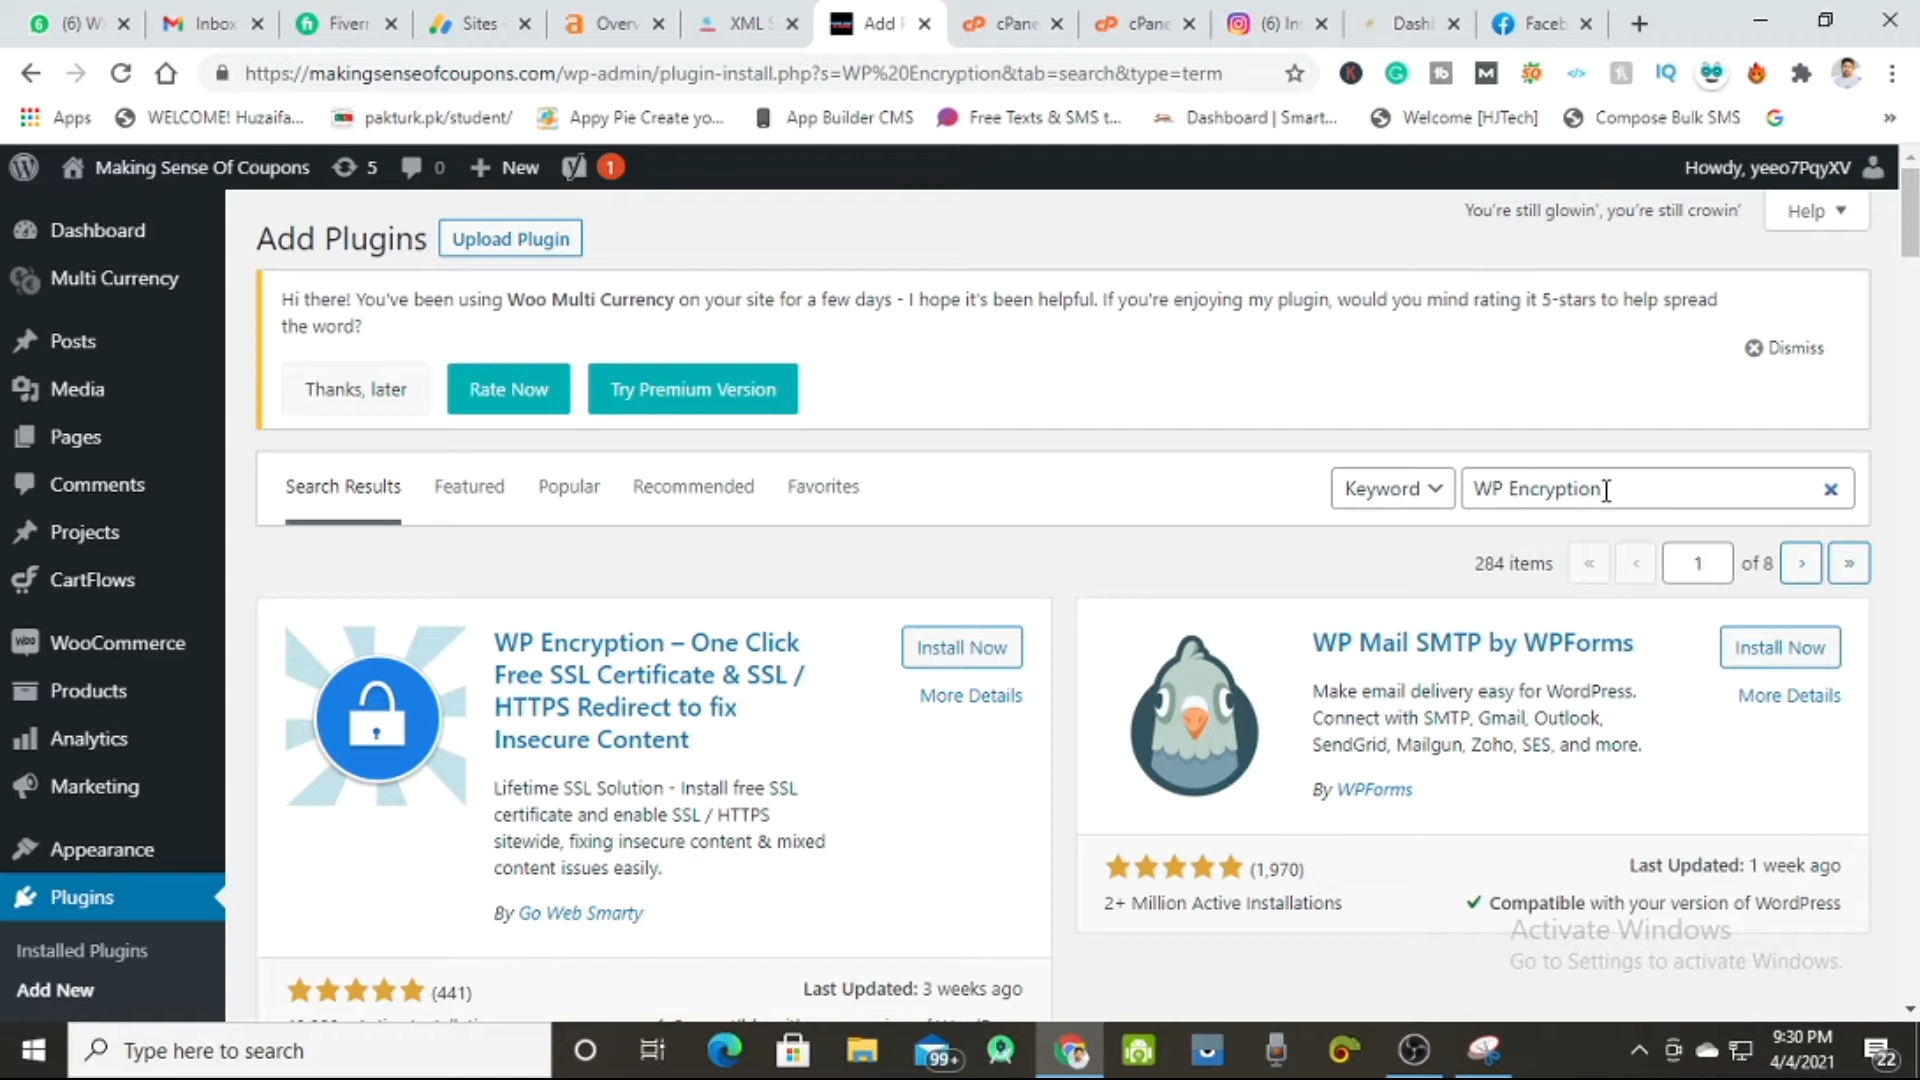 (6) W
Inbox
Fiverr
Sites
Over
XML S
Add P
cPane
cPane
(6) In
Dashl
Faceb
https://makingsenseofcoupons.com/wp-admin/plugin-install.php?s=WP%20Encryption&tab=search&type=term
Apps
WELCOME! Huzaifa...
pakturk.pk/student/
Appy Pie Create yo...
App Builder CMS
Free Texts & SMS t...
Dashboard | Smart...
Welcome [HJTech]
Compose Bulk SMS
»
Making Sense Of Coupons
5
0
New
1
Howdy, yeeo7PqyXV
Dashboard
Multi Currency
Posts
Media
Pages
Comments
Projects
CartFlows
WooCommerce
Products
Analytics
Marketing
Appearance
Plugins
Installed Plugins
Add New
You're still glowin', you're still crowin'
Help
Add Plugins
Upload Plugin
Hi there! You've been using Woo Multi Currency on your site for a few days - I hope it's been helpful. If you're enjoying my plugin, would you mind rating it 5-stars to help spread
the word?
Dismiss
Thanks, later
Rate Now
Try Premium Version
Search Results
Featured
Popular
Recommended
Favorites
Keyword
WP Encryption
284 items
«
‹
1
of 8
›
»
WP Encryption – One Click
Free SSL Certificate & SSL /
HTTPS Redirect to fix
Insecure Content
Install Now
More Details
Lifetime SSL Solution - Install free SSL
certificate and enable SSL / HTTPS
sitewide, fixing insecure content & mixed
content issues easily.
By Go Web Smarty
(441)
Last Updated: 3 weeks ago
WP Mail SMTP by WPForms
Install Now
More Details
Make email delivery easy for WordPress.
Connect with SMTP, Gmail, Outlook,
SendGrid, Mailgun, Zoho, SES, and more.
By WPForms
(1,970)
Last Updated: 1 week ago
2+ Million Active Installations
Compatible with your version of WordPress
Activate Windows
Go to Settings to activate Windows.
Type here to search
99+
9:30 PM
4/4/2021
22